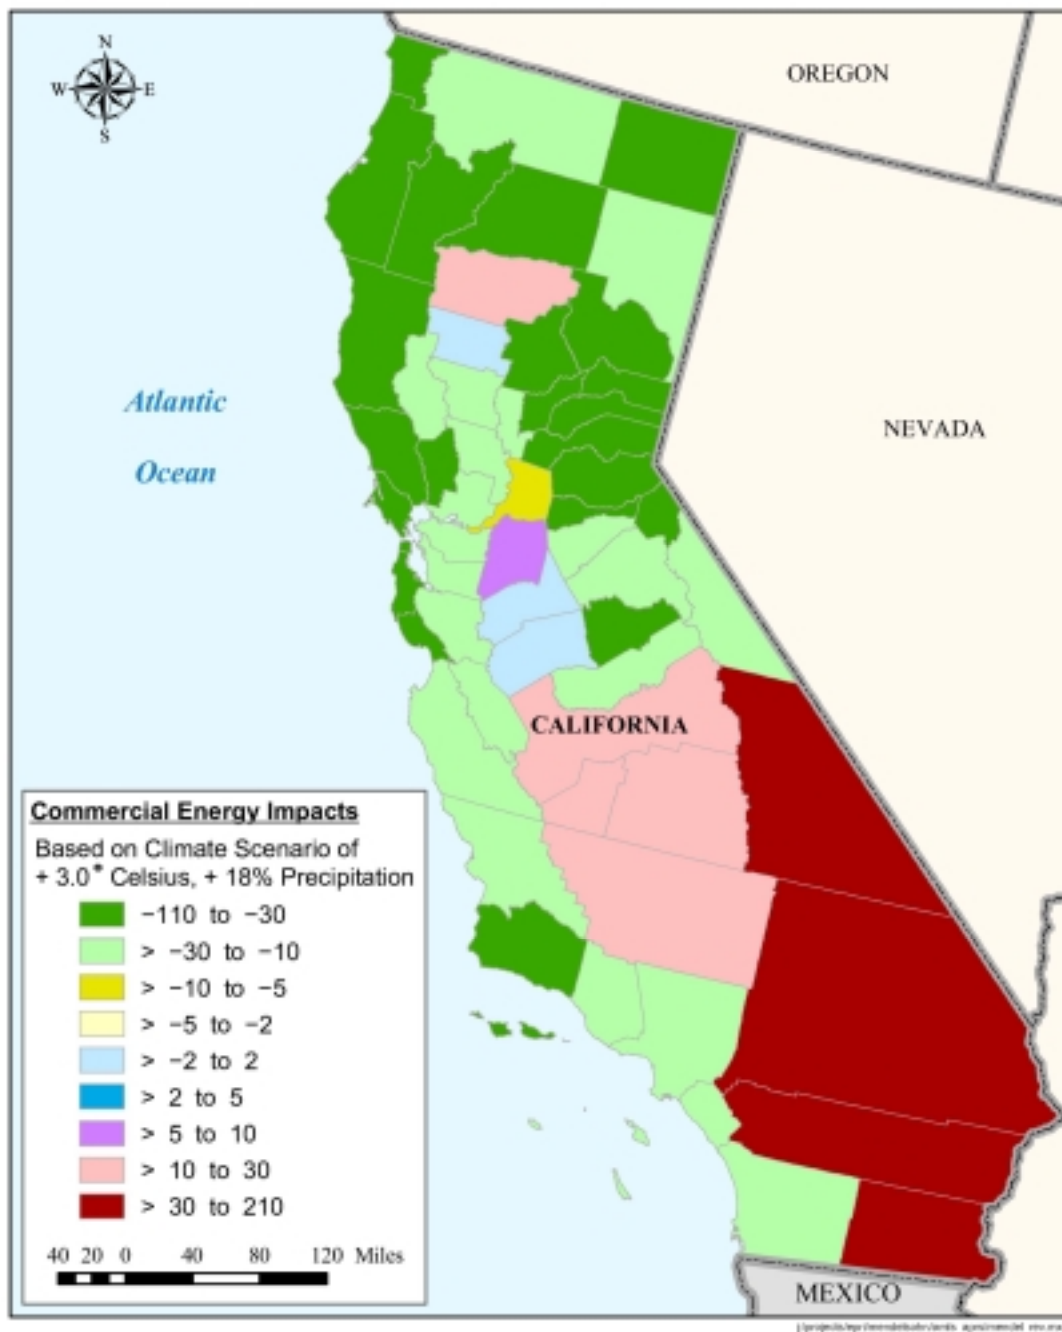 N
W E
S
OREGON
Atlantic
Ocean
NEVADA
CALIFORNIA
Commercial Energy Impacts
Based on Climate Scenario of
+ 3.0° Celsius, + 18% Precipitation
−110 to −30
> −30 to −10
> −10 to −5
> −5 to −2
> −2 to 2
> 2 to 5
> 5 to 10
> 10 to 30
> 30 to 210
40 20 0 40 80 120 Miles
MEXICO